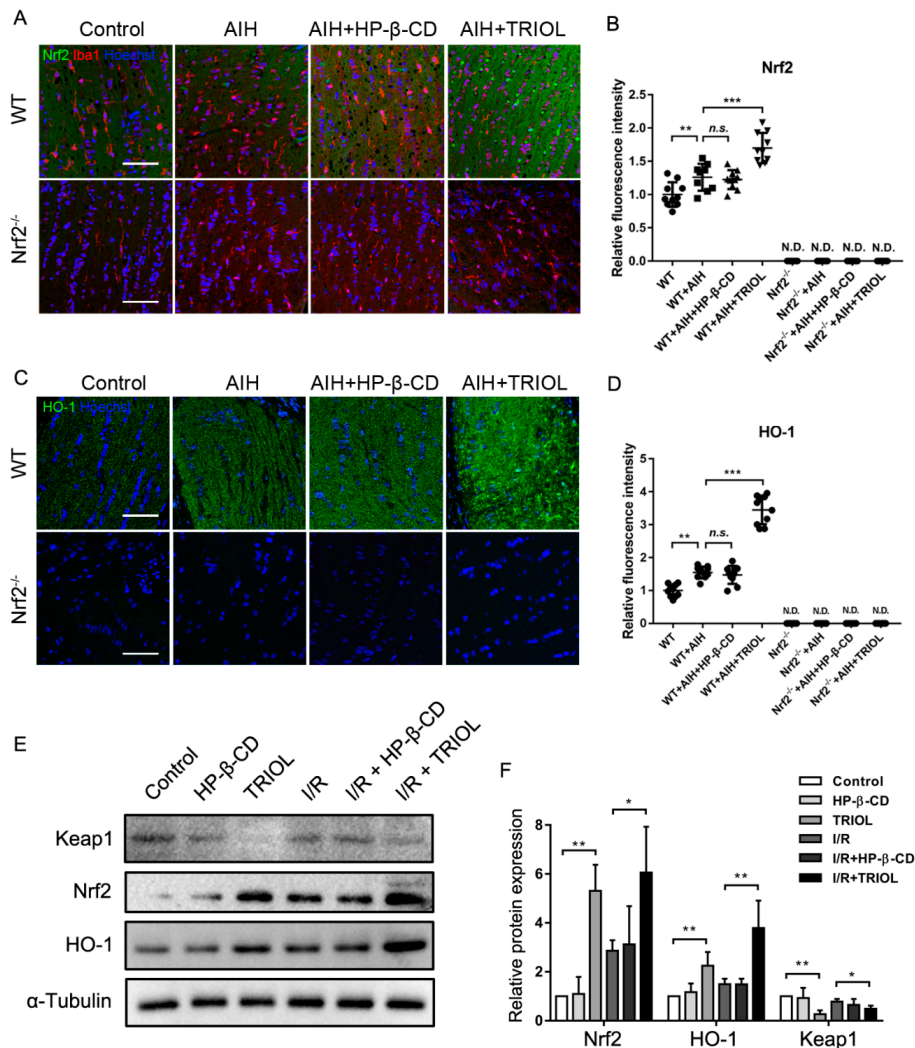 A
Control
AIH
AIH+HP-β-CD
AIH+TRIOL
Nrf2 Iba1 Hoechst
WT
Nrf2-/-
B
Nrf2
Relative fluorescence intensity
2.5
2.0
1.5
1.0
0.5
0.0
**
n.s.
***
N.D.
N.D.
N.D.
N.D.
WT
WT+AIH
WT+AIH+HP-β-CD
WT+AIH+TRIOL
Nrf2-/-
Nrf2-/-+AIH
Nrf2-/-+AIH+HP-β-CD
Nrf2-/-+AIH+TRIOL
C
Control
AIH
AIH+HP-β-CD
AIH+TRIOL
HO-1 Hoechst
WT
Nrf2-/-
D
HO-1
Relative fluorescence intensity
5
4
3
2
1
0
**
n.s.
***
N.D.
N.D.
N.D.
N.D.
WT
WT+AIH
WT+AIH+HP-β-CD
WT+AIH+TRIOL
Nrf2-/-
Nrf2-/-+AIH
Nrf2-/-+AIH+HP-β-CD
Nrf2-/-+AIH+TRIOL
E
Control
HP-β-CD
TRIOL
I/R
I/R + HP-β-CD
I/R + TRIOL
Keap1
Nrf2
HO-1
α-Tubulin
F
Relative protein expression
8
6
4
2
0
**
*
**
**
**
*
Nrf2
HO-1
Keap1
Control
HP-β-CD
TRIOL
I/R
I/R+HP-β-CD
I/R+TRIOL